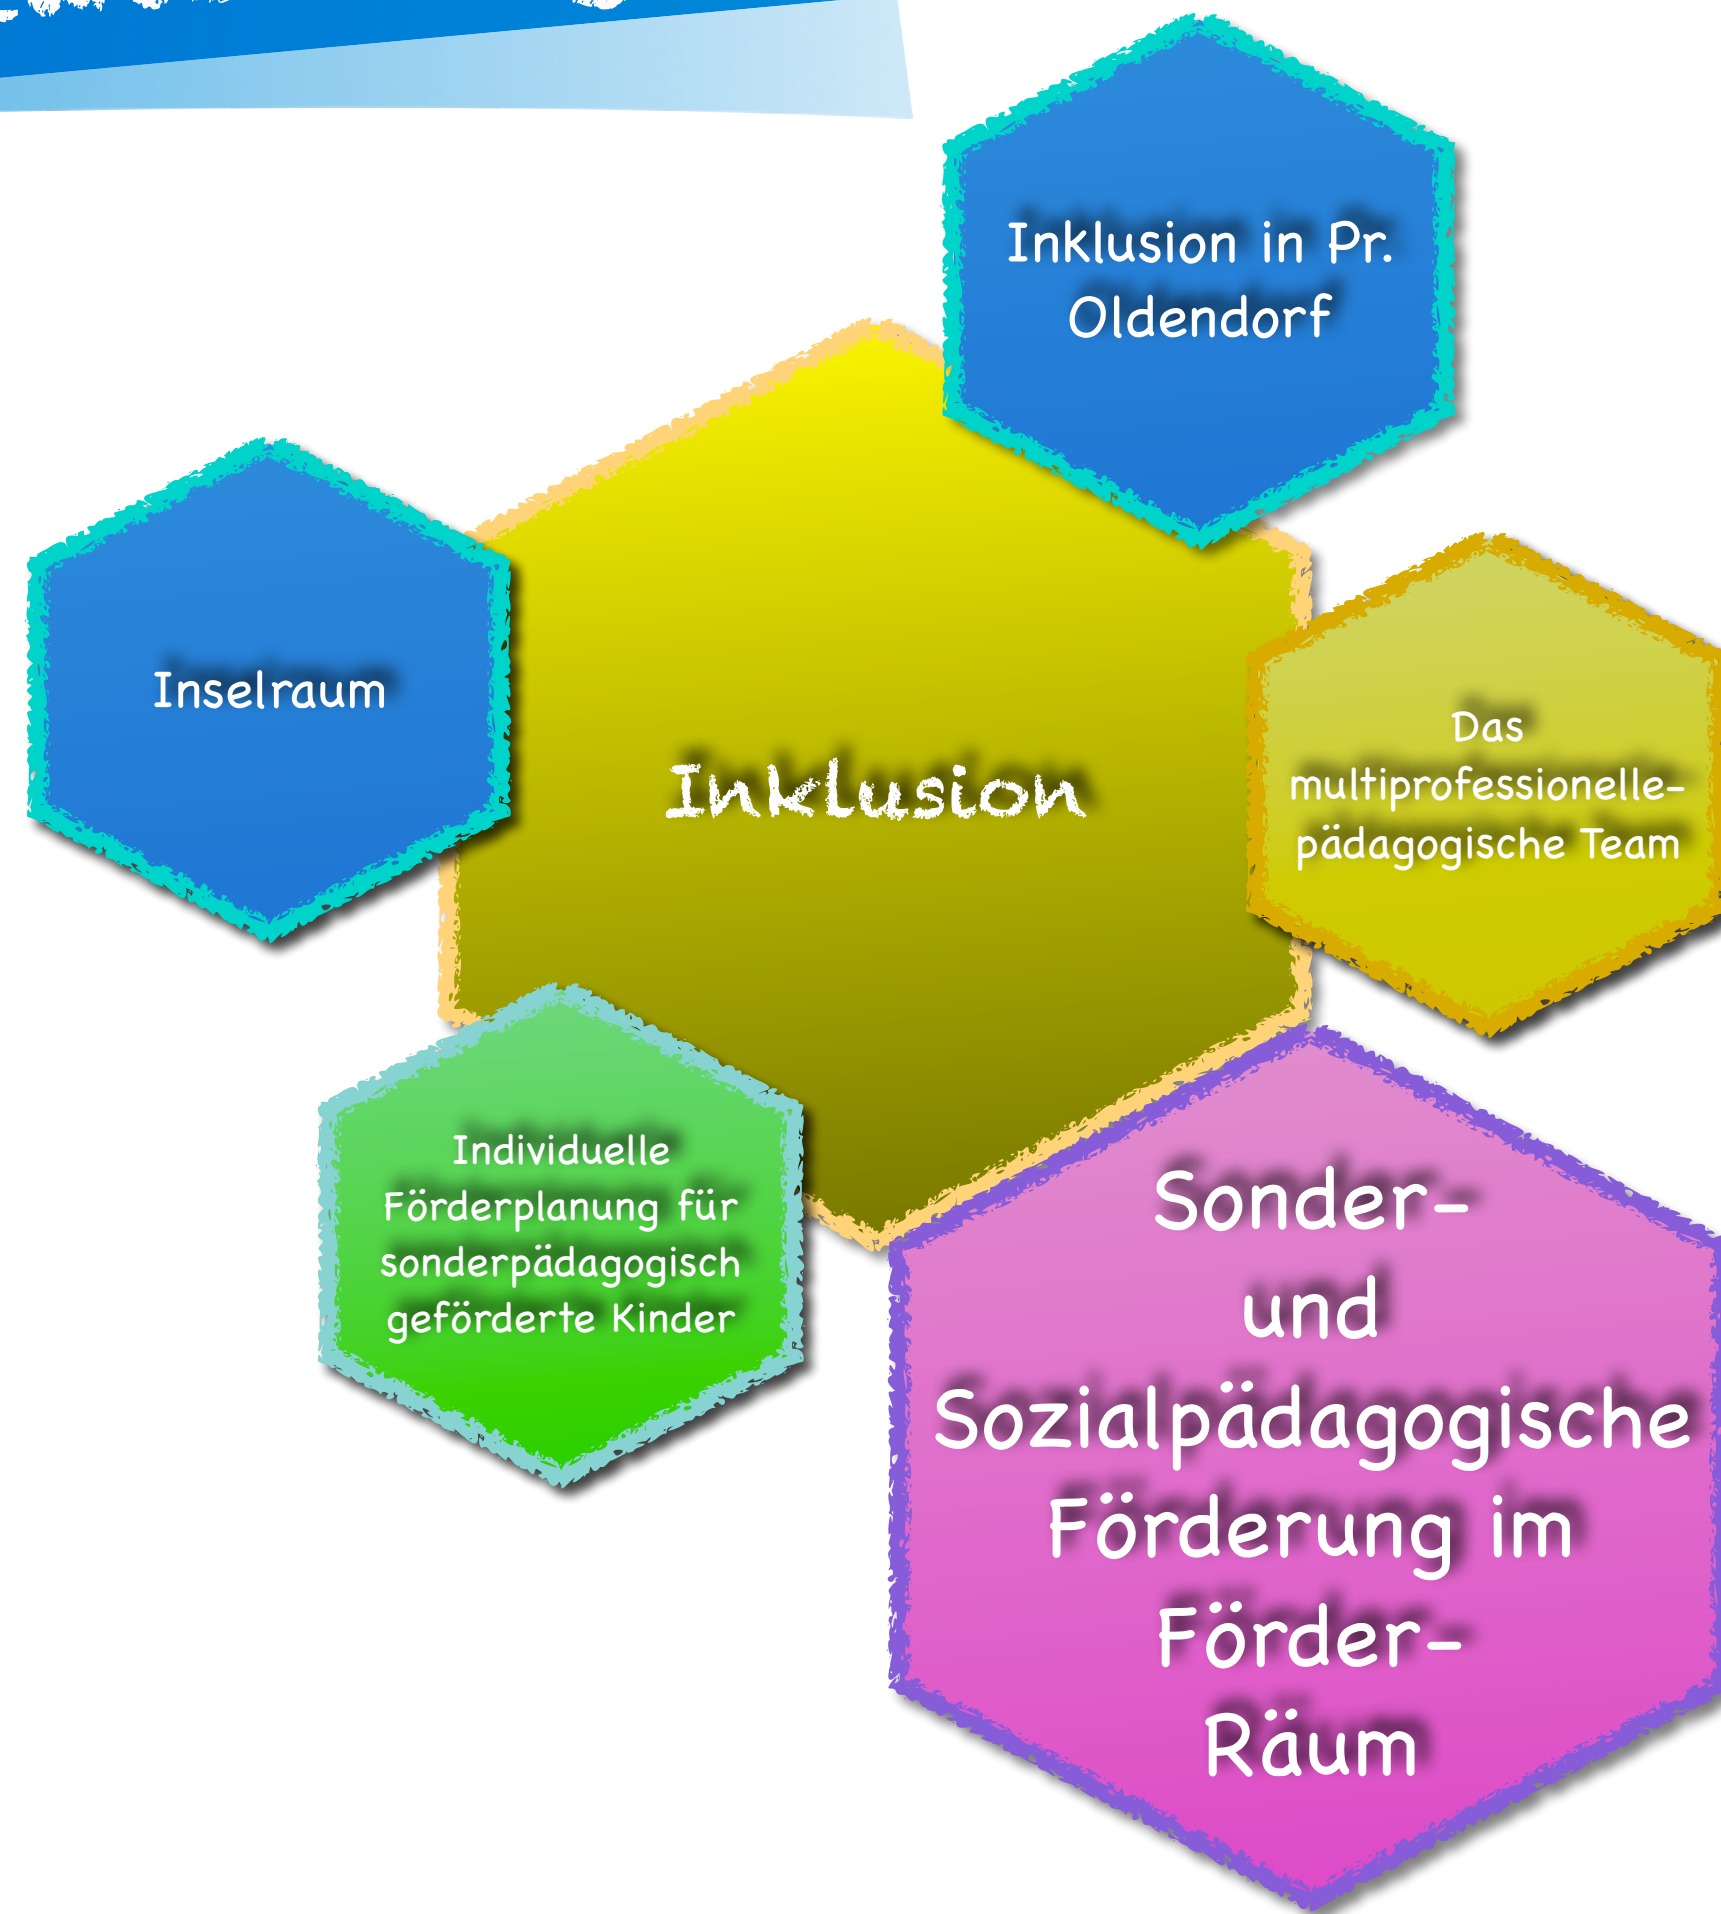 Inklusion in Pr.
Oldendorf
Inselraum
Inklusion
Das
multiprofessionelle-
pädagogische Team
Individuelle
Förderplanung für
sonderpädagogisch
geförderte Kinder
Sonder-
und
Sozialpädagogische
Förderung im
Förder-
Räum